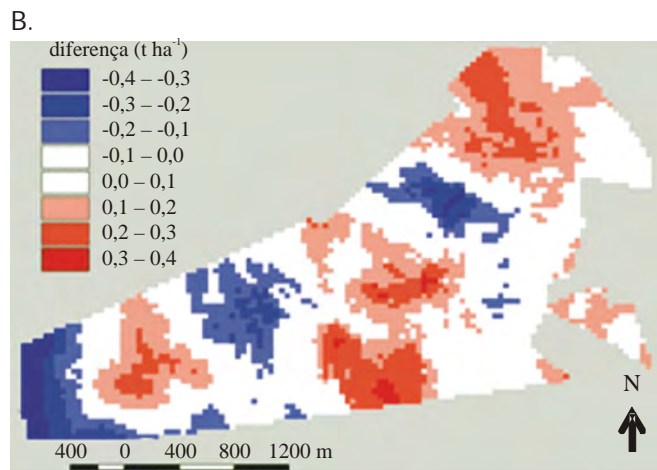 B.
diferença (t ha⁻¹)
-0,4 – -0,3
-0,3 – -0,2
-0,2 – -0,1
-0,1 – 0,0
0,0 – 0,1
0,1 – 0,2
0,2 – 0,3
0,3 – 0,4
N
400 0 400 800 1200 m